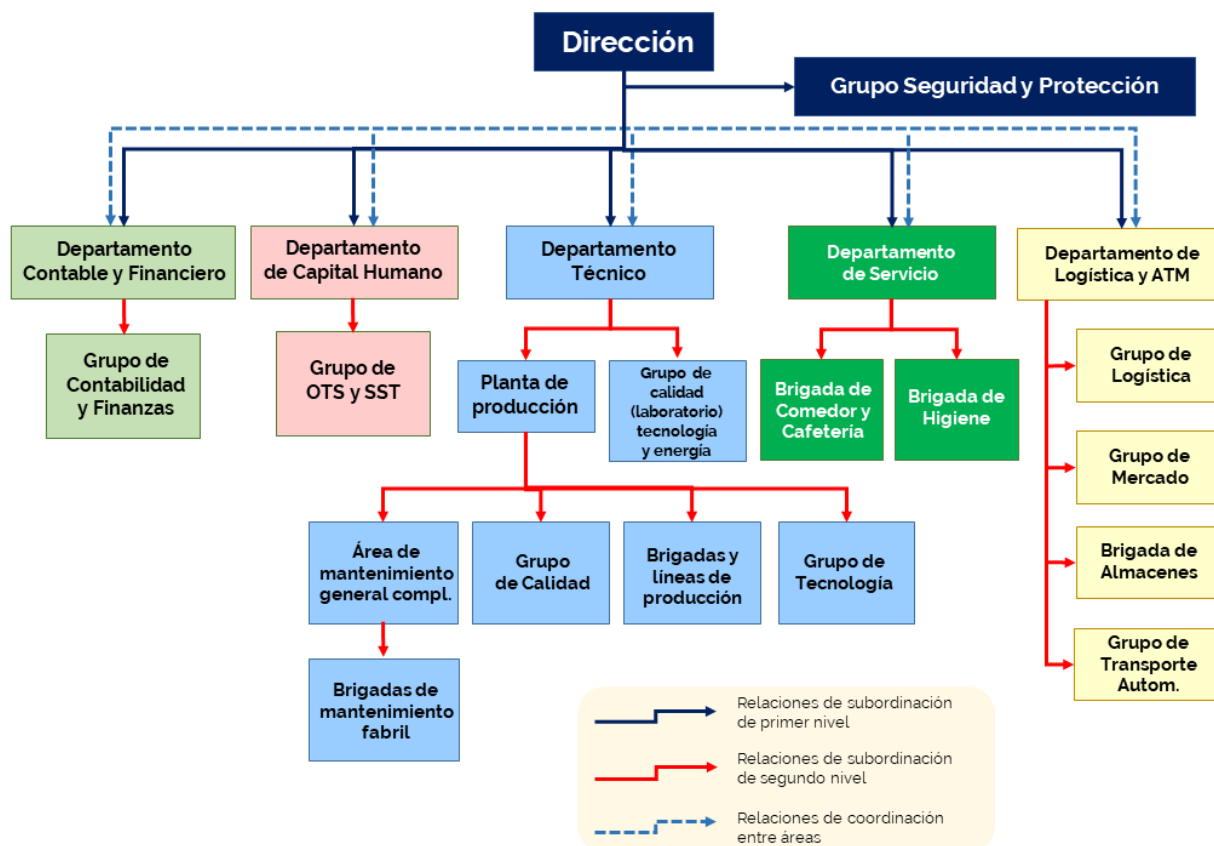 Dirección
Grupo Seguridad y Protección
Departamento
Contable y Financiero
Departamento
de Capital Humano
Departamento
Técnico
Departamento
de Servicio
Departamento de
Logística y ATM
Grupo de
Contabilidad
y Finanzas
Grupo de
OTS y SST
Planta de
producción
Grupo de
calidad
(laboratorio)
tecnología
y energía
Brigada de
Comedor y
Cafetería
Brigada de
Higiene
Grupo de
Logística
Grupo de
Mercado
Brigada de
Almacenes
Grupo de
Transporte
Autom.
Área de
mantenimiento
general compl.
Grupo
de Calidad
Brigadas y
líneas de
producción
Grupo de
Tecnología
Brigadas de
mantenimiento
fabril
Relaciones de subordinación
de primer nivel
Relaciones de subordinación
de segundo nivel
Relaciones de coordinación
entre áreas